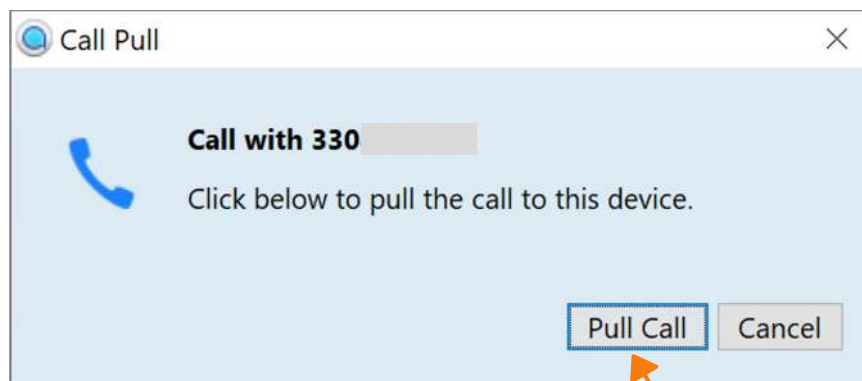 Call Pull
Call with 330
Click below to pull the call to this device.
Pull Call Cancel